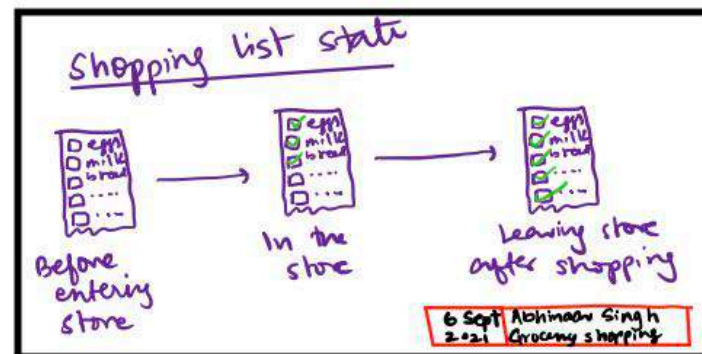 Shopping list state
eggs
milk
bread
.....
....
Before
entering
store
eggs
milk
bread
.....
....
In the
store
eggs
milk
bread
....
....
Leaving store
after shopping
6 Sept
2021
Abhinaav Singh
Grocery shopping